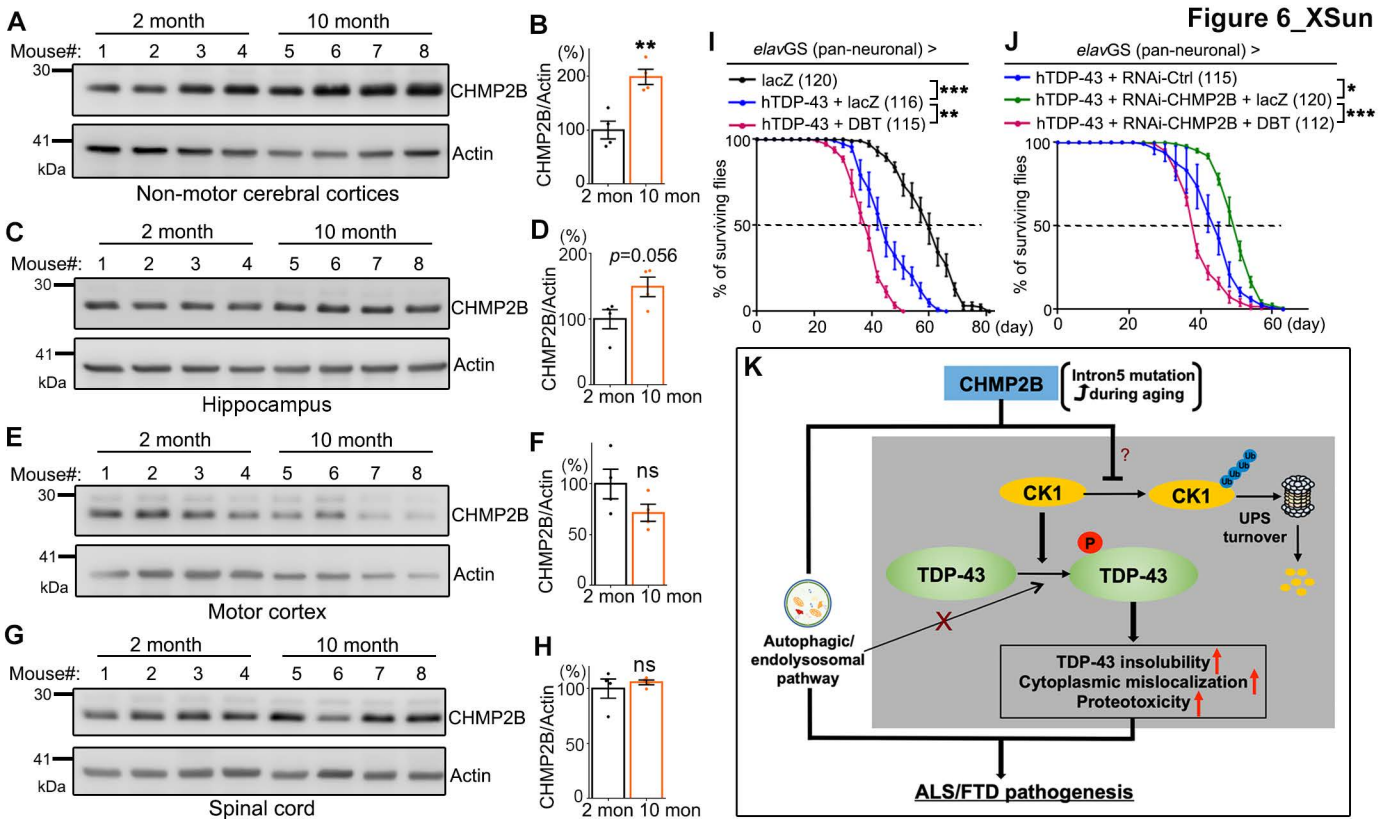 Figure 6_XSun
A
2 month 10 month
Mouse#: 1 2 3 4 5 6 7 8
30
CHMP2B
41
kDa
Actin
Non-motor cerebral cortices
B
(%)
**
200
100
0
CHMP2B/Actin
2 mon 10 mon
C
2 month 10 month
Mouse#: 1 2 3 4 5 6 7 8
30
CHMP2B
41
kDa
Actin
Hippocampus
D
(%)
p=0.056
200
100
0
CHMP2B/Actin
2 mon 10 mon
E
2 month 10 month
Mouse#: 1 2 3 4 5 6 7 8
30
CHMP2B
41
kDa
Actin
Motor cortex
F
(%)
ns
100
50
0
CHMP2B/Actin
2 mon 10 mon
G
2 month 10 month
Mouse#: 1 2 3 4 5 6 7 8
30
CHMP2B
41
kDa
Actin
Spinal cord
H
(%)
ns
100
50
0
CHMP2B/Actin
2 mon 10 mon
I
elavGS (pan-neuronal) >
lacZ (120)
***
hTDP-43 + lacZ (116)
**
hTDP-43 + DBT (115)
100
50
0
% of surviving flies
0 20 40 60 80 (day)
J
elavGS (pan-neuronal) >
hTDP-43 + RNAi-Ctrl (115)
*
hTDP-43 + RNAi-CHMP2B + lacZ (120)
***
hTDP-43 + RNAi-CHMP2B + DBT (112)
100
50
0
% of surviving flies
0 20 40 60 (day)
K
CHMP2B
Intron5 mutation
during aging
?
Ub Ub Ub Ub
CK1 CK1
UPS
turnover
P
TDP-43 TDP-43
X
Autophagic/
endolysosomal
pathway
TDP-43 insolubility
Cytoplasmic mislocalization
Proteotoxicity
ALS/FTD pathogenesis